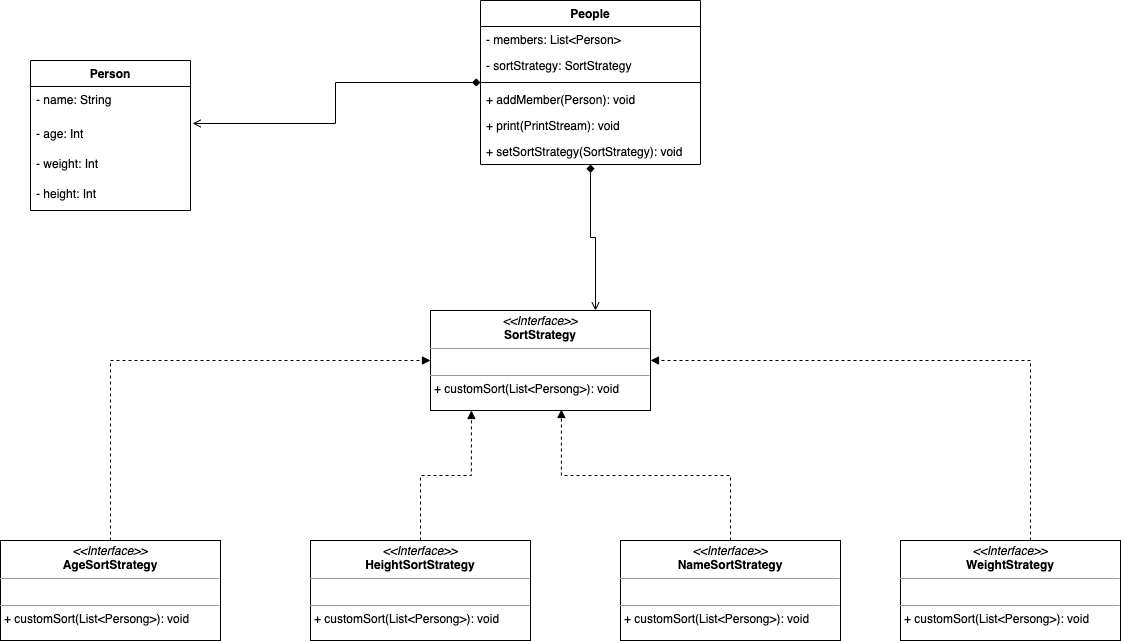 People
- members: List<Person>
- sortStrategy: SortStrategy
+ addMember(Person): void
+ print(PrintStream): void
+ setSortStrategy(SortStrategy): void
Person
- name: String
- age: Int
- weight: Int
- height: Int
<<Interface>>
SortStrategy
+ customSort(List<Persong>): void
<<Interface>>
AgeSortStrategy
+ customSort(List<Persong>): void
<<Interface>>
HeightSortStrategy
+ customSort(List<Persong>): void
<<Interface>>
NameSortStrategy
+ customSort(List<Persong>): void
<<Interface>>
WeightStrategy
+ customSort(List<Persong>): void